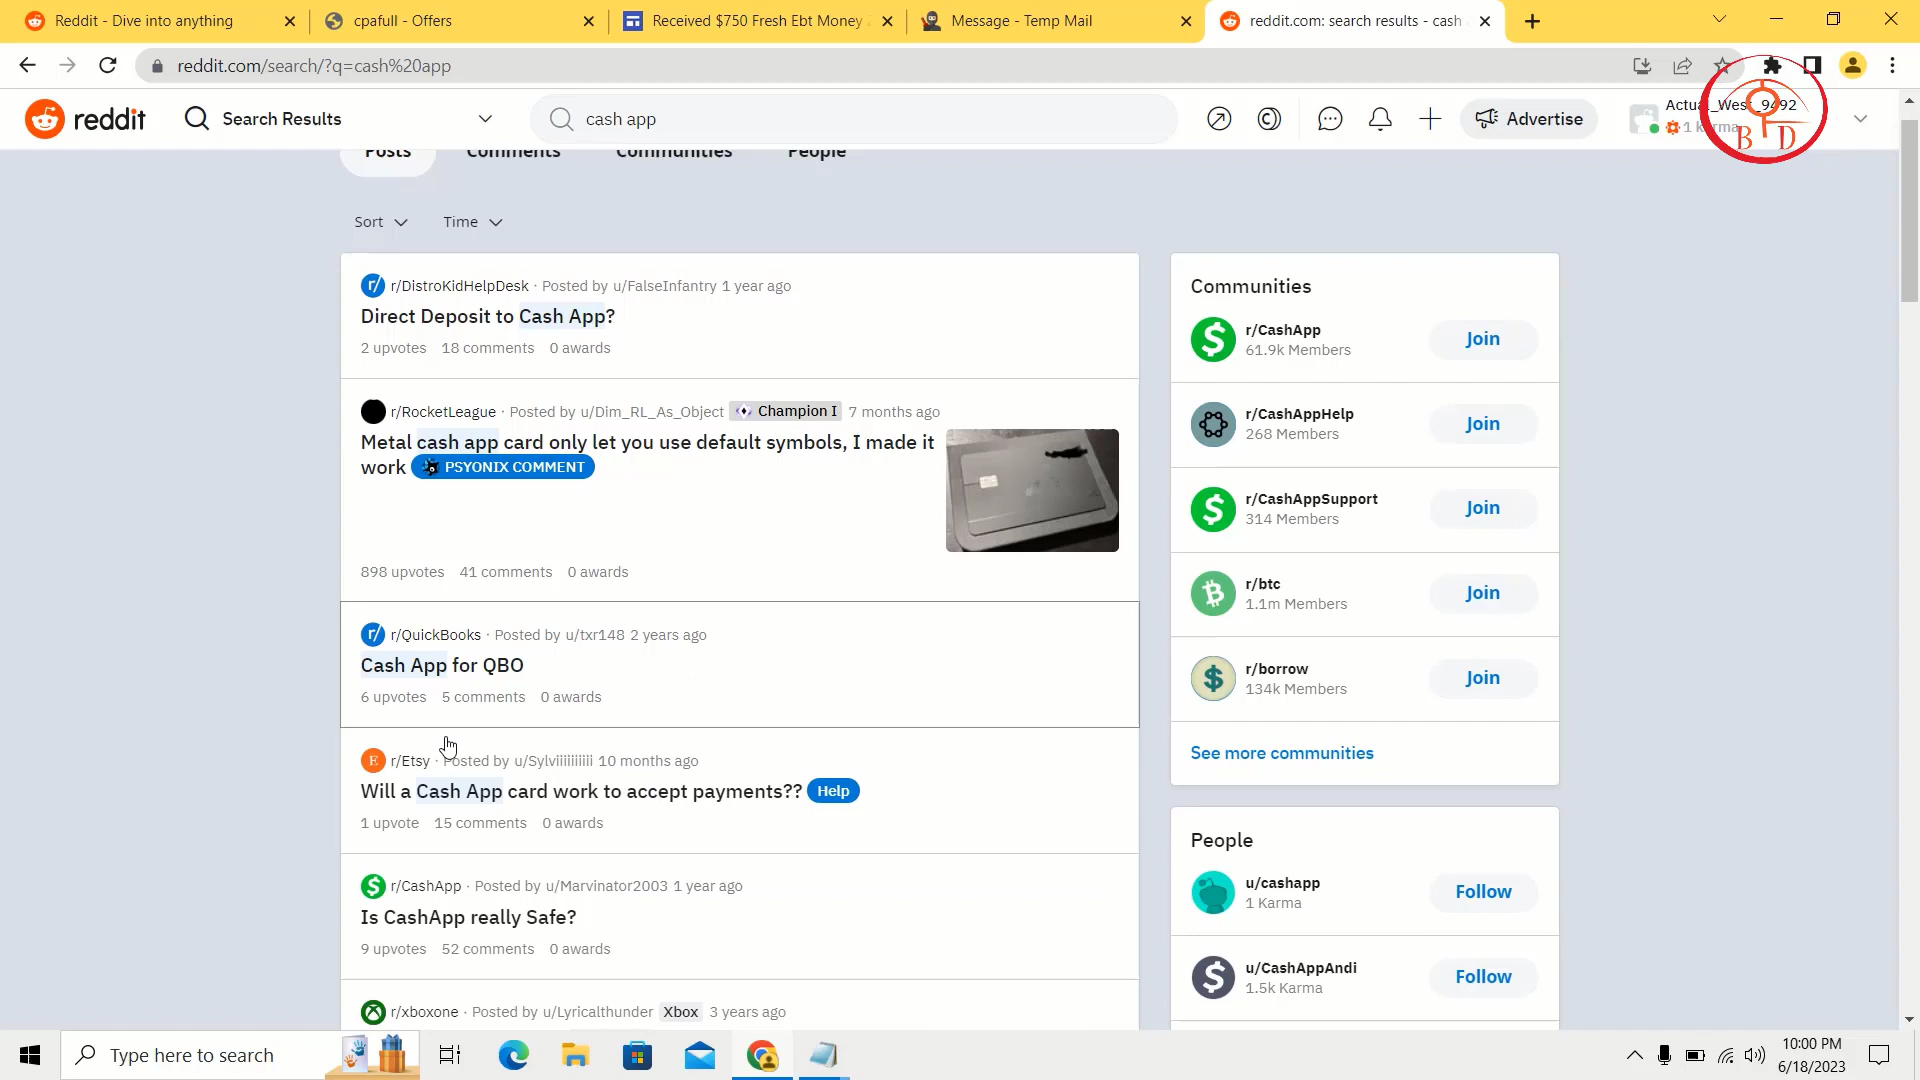 Reddit - Dive into anything
cpafull - Offers
Received $750 Fresh Ebt Money
Message - Temp Mail
reddit.com: search results - cash
reddit.com/search/?q=cash%20app
reddit
Search Results
cash app
Advertise
Actual_West_9492
1 karma
B D
Posts
Comments
Communities
People
Sort
Time
r/DistroKidHelpDesk · Posted by u/FalseInfantry 1 year ago
Direct Deposit to Cash App?
2 upvotes 18 comments 0 awards
r/RocketLeague · Posted by u/Dim_RL_As_Object Champion I 7 months ago
Metal cash app card only let you use default symbols, I made it
work PSYONIX COMMENT
898 upvotes 41 comments 0 awards
r/QuickBooks · Posted by u/txr148 2 years ago
Cash App for QBO
6 upvotes 5 comments 0 awards
E r/Etsy · Posted by u/Sylviiiiiiiiii 10 months ago
Will a Cash App card work to accept payments?? Help
1 upvote 15 comments 0 awards
r/CashApp · Posted by u/Marvinator2003 1 year ago
Is CashApp really Safe?
9 upvotes 52 comments 0 awards
r/xboxone · Posted by u/Lyricalthunder Xbox 3 years ago
Communities
r/CashApp
61.9k Members
Join
r/CashAppHelp
268 Members
Join
r/CashAppSupport
314 Members
Join
r/btc
1.1m Members
Join
r/borrow
134k Members
Join
See more communities
People
u/cashapp
1 Karma
Follow
u/CashAppAndi
1.5k Karma
Follow
Type here to search
10:00 PM
6/18/2023